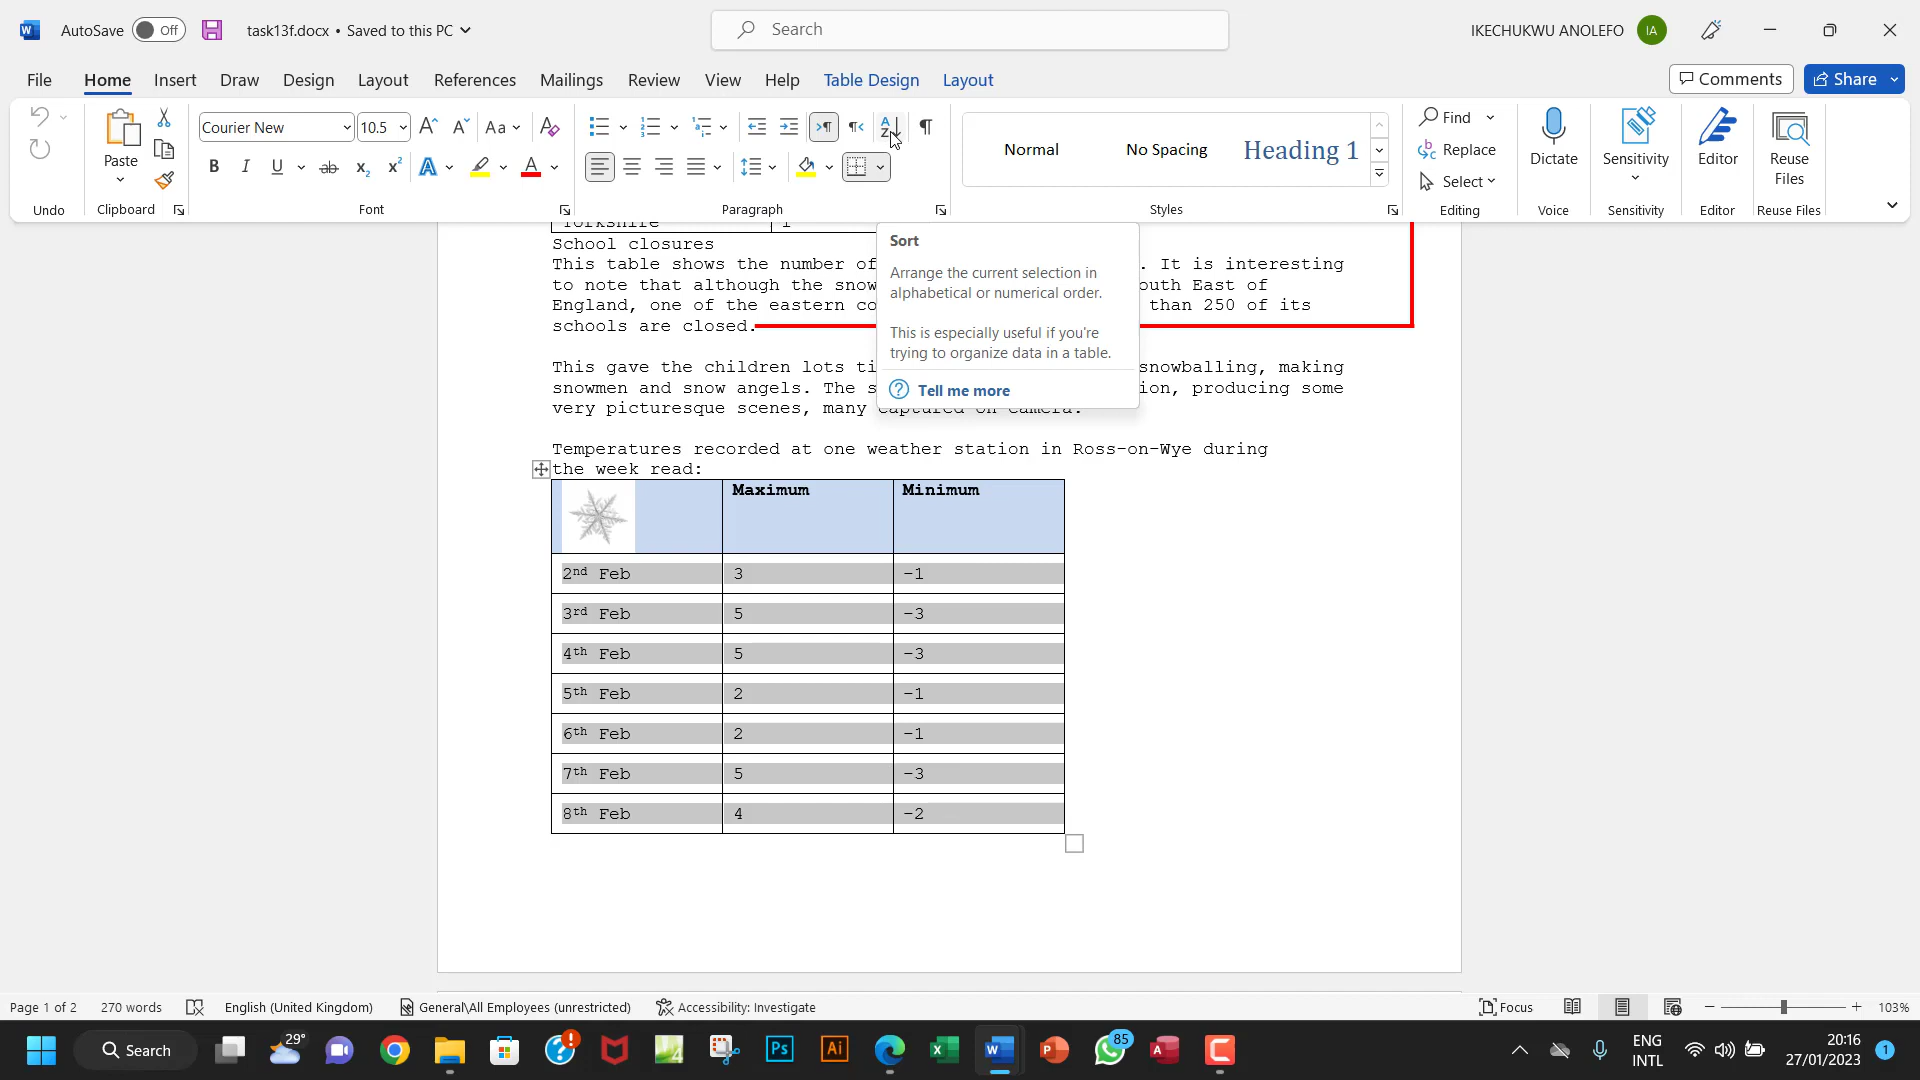 AutoSave Off task13f.docx • Saved to this PC
Search
IKECHUKWU ANOLEFO IA
File Home Insert Draw Design Layout References Mailings Review View Help Table Design Layout
Comments Share
Paste
Courier New 10.5
Normal No Spacing Heading 1
Find
Replace
Select
Dictate
Sensitivity
Editor
Reuse
Files
Undo Clipboard Font Paragraph Styles Editing Voice Sensitivity Editor Reuse Files
Yorkshire 1
Sort
Arrange the current selection in
alphabetical or numerical order.
This is especially useful if you're
trying to organize data in a table.
Tell me more
School closures
This table shows the number of . It is interesting
to note that although the snow outh East of
England, one of the eastern co than 250 of its
schools are closed.
This gave the children lots ti snowballing, making
snowmen and snow angels. The s ion, producing some
very picturesque scenes, many captured on camera.
Temperatures recorded at one weather station in Ross-on-Wye during
the week read:
Maximum Minimum
2nd Feb 3 -1
3rd Feb 5 -3
4th Feb 5 -3
5th Feb 2 -1
6th Feb 2 -1
7th Feb 5 -3
8th Feb 4 -2
Page 1 of 2 270 words English (United Kingdom) General\All Employees (unrestricted) Accessibility: Investigate
Focus 103%
29°
Search
85
ENG
INTL
20:16
27/01/2023
1